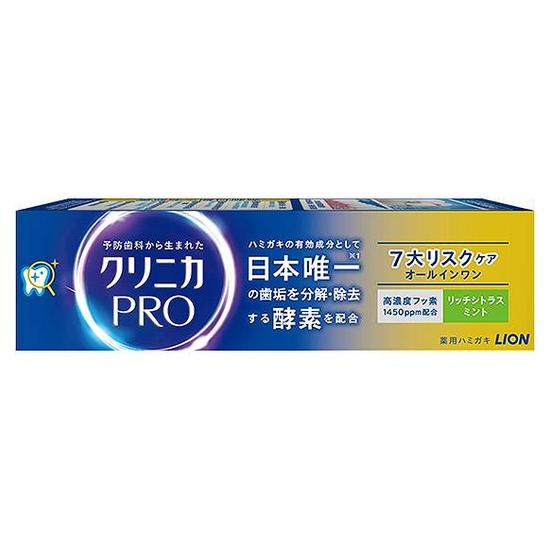 予防歯科から生まれた
クリニカ
PRO
ハミガキの有効成分として
日本唯一※1
の歯垢を分解・除去
する酵素を配合
7大リスクケア
オールインワン
高濃度フッ素
1450ppm配合
リッチシトラス
ミント
薬用ハミガキ LION